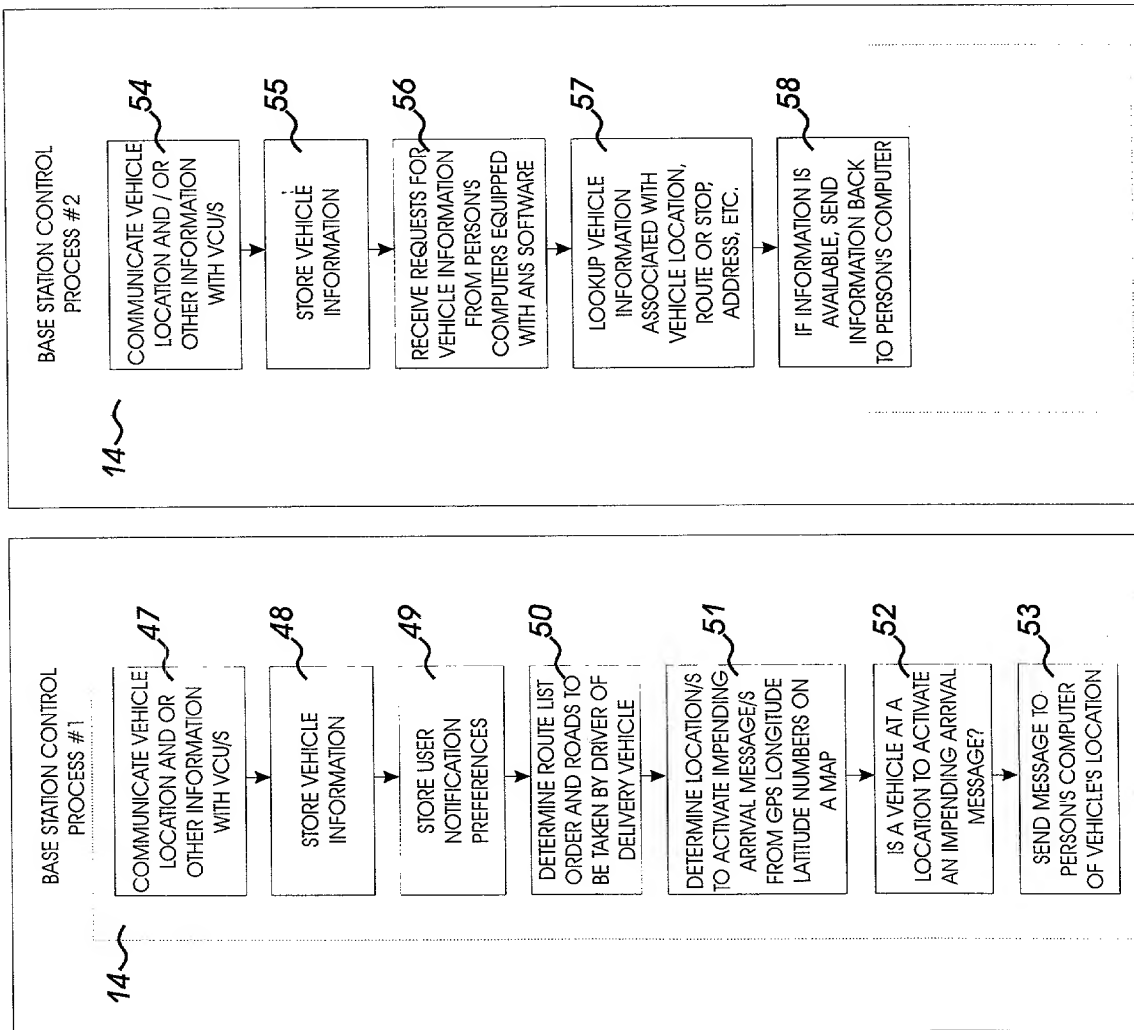 BASE STATION CONTROL
PROCESS #1
14
COMMUNICATE VEHICLE
LOCATION AND OR
OTHER INFORMATION
WITH VCU/S
47
STORE VEHICLE
INFORMATION
48
STORE USER
NOTIFICATION
PREFERENCES
49
DETERMINE ROUTE LIST
ORDER AND ROADS TO
BE TAKEN BY DRIVER OF
DELIVERY VEHICLE
50
DETERMINE LOCATION/S
TO ACTIVATE IMPENDING
ARRIVAL MESSAGE/S
FROM GPS LONGITUDE
LATITUDE NUMBERS ON
A MAP
51
IS A VEHICLE AT A
LOCATION TO ACTIVATE
AN IMPENDING ARRIVAL
MESSAGE?
52
SEND MESSAGE TO
PERSON'S COMPUTER
OF VEHICLE'S LOCATION
53
BASE STATION CONTROL
PROCESS #2
14
COMMUNICATE VEHICLE
LOCATION AND / OR
OTHER INFORMATION
WITH VCU/S
54
STORE VEHICLE
INFORMATION
55
RECEIVE REQUESTS FOR
VEHICLE INFORMATION
FROM PERSON'S
COMPUTERS EQUIPPED
WITH ANS SOFTWARE
56
LOOKUP VEHICLE
INFORMATION
ASSOCIATED WITH
VEHICLE LOCATION,
ROUTE OR STOP,
ADDRESS, ETC.
57
IF INFORMATION IS
AVAILABLE, SEND
INFORMATION BACK
TO PERSON'S COMPUTER
58